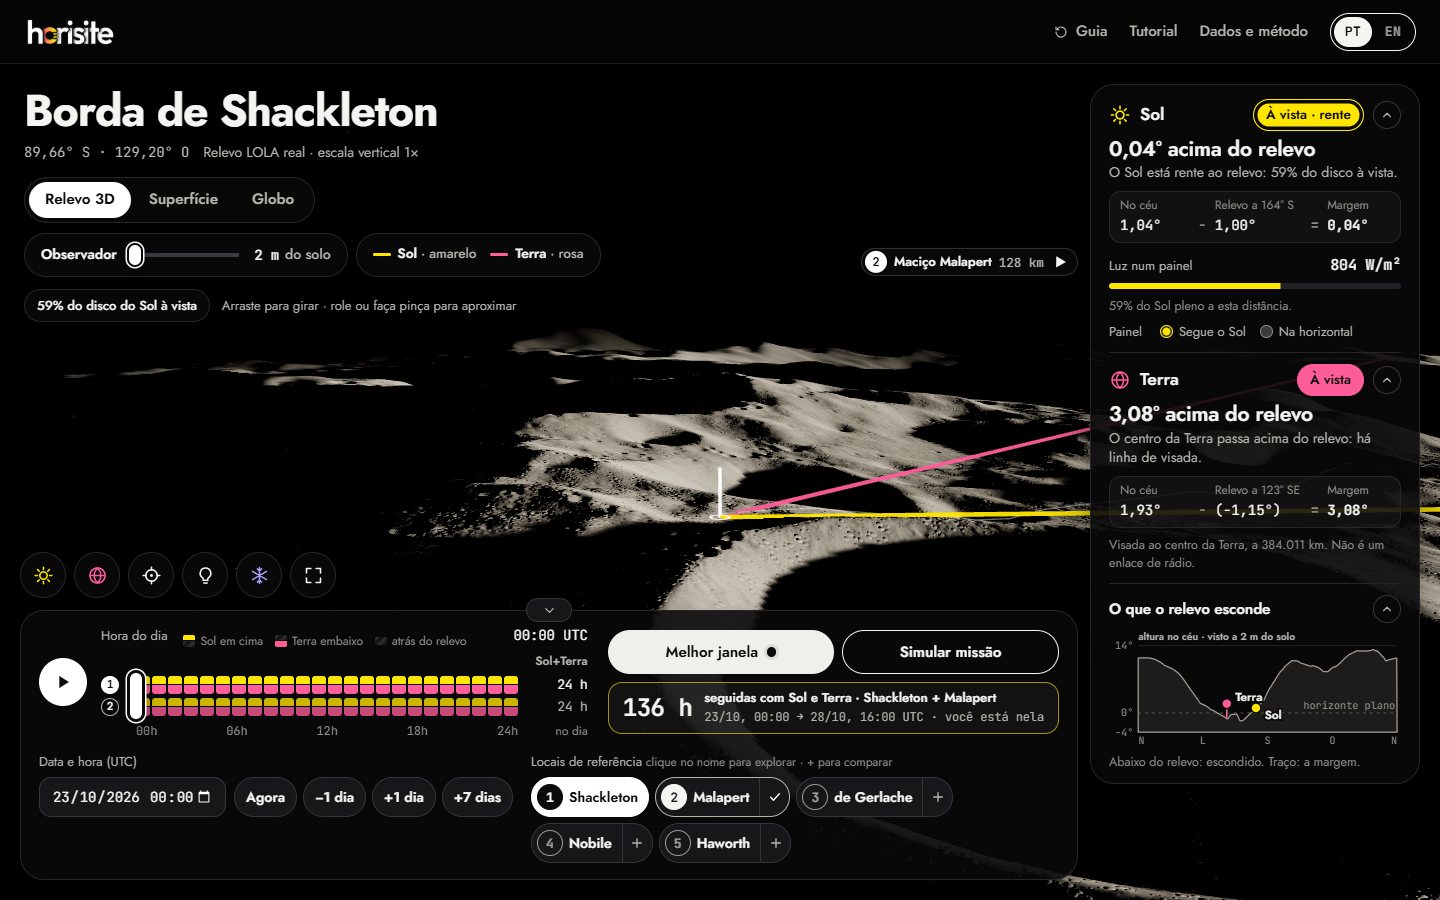 horisite
Guia Tutorial Dados e método PT EN
Borda de Shackleton
89,66° S · 129,20° O Relevo LOLA real · escala vertical 1×
Relevo 3D Superfície Globo
Observador 2 m do solo Sol · amarelo Terra · rosa
59% do disco do Sol à vista Arraste para girar · role ou faça pinça para aproximar
2 Maciço Malapert 128 km
Sol À vista · rente
0,04° acima do relevo
O Sol está rente ao relevo: 59% do disco à vista.
No céu Relevo a 164° S Margem
1,04° - 1,00° = 0,04°
Luz num painel 804 W/m²
59% do Sol pleno a esta distância.
Painel Segue o Sol Na horizontal
Terra À vista
3,08° acima do relevo
O centro da Terra passa acima do relevo: há
linha de visada.
No céu Relevo a 123° SE Margem
1,93° - (-1,15°) = 3,08°
Visada ao centro da Terra, a 384.011 km. Não é um
enlace de rádio.
O que o relevo esconde
altura no céu · visto a 2 m do solo
14°
Terra
Sol
horizonte plano
0°
-4°
N L S O N
Abaixo do relevo: escondido. Traço: a margem.
Hora do dia Sol em cima Terra embaixo atrás do relevo 00:00 UTC
Sol+Terra
1 24 h
2 24 h
00h 06h 12h 18h 24h no dia
Melhor janela Simular missão
136 h seguidas com Sol e Terra · Shackleton + Malapert
23/10, 00:00 → 28/10, 16:00 UTC · você está nela
Data e hora (UTC)
23/10/2026 00:00 Agora −1 dia +1 dia +7 dias
Locais de referência clique no nome para explorar · + para comparar
1 Shackleton 2 Malapert ✓ 3 de Gerlache +
4 Nobile + 5 Haworth +